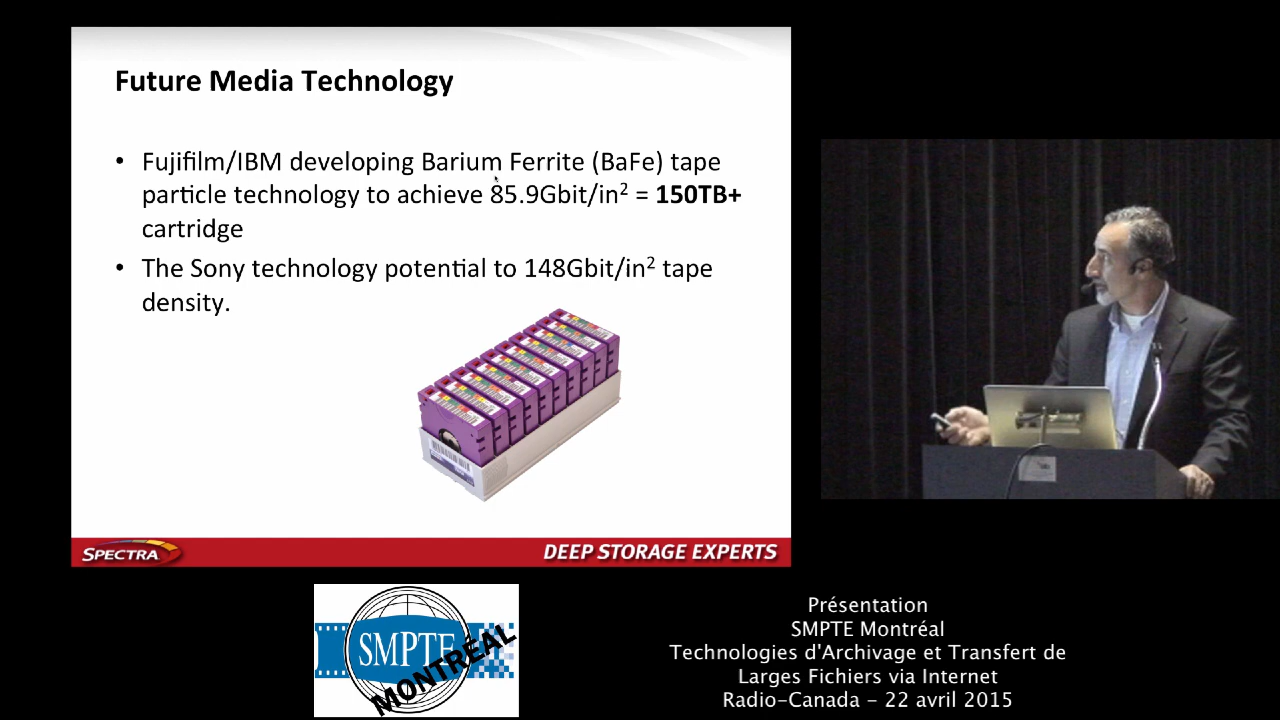 Future Media Technology
• Fujifilm/IBM developing Barium Ferrite (BaFe) tape
particle technology to achieve 85.9Gbit/in² = 150TB+
cartridge
• The Sony technology potential to 148Gbit/in² tape
density.
SPECTRA
DEEP STORAGE EXPERTS
SMPTE
MONTRÉAL
Présentation
SMPTE Montréal
Technologies d'Archivage et Transfert de
Larges Fichiers via Internet
Radio-Canada – 22 avril 2015